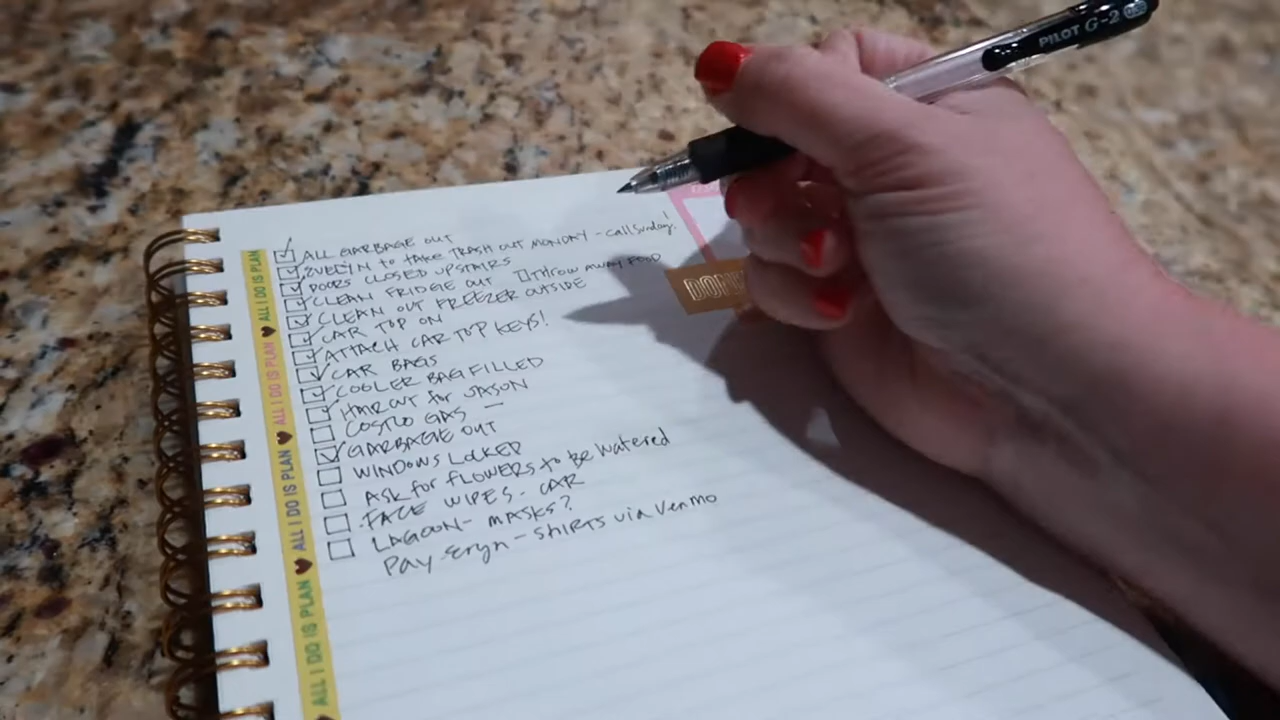 PILOT G-2
ALL GARBAGE OUT
EVELIN to take TRASH OUT MONDAY - call Sunday!
DOORS CLOSED UPSTAIRS
CLEAN FRIDGE OUT THROW AWAY FOOD
CLEAN OUT FREEZER OUTSIDE
CAR TOP ON
ATTACH CAR TOP KEYS!
CAR BAGS
COOLER BAG FILLED
HAIRCUT for JASON
COSTCO GAS -
GARBAGE OUT
WINDOWS LOCKED
ASK for FLOWERS to be watered
FACE WIPES - CAR
LAGOON - MASKS?
Pay Eryn - SHIRTS via Venmo
ALL I DO IS PLAN ♥ ALL I DO IS PLAN ♥ ALL I DO IS PLAN ♥ ALL I DO IS PLAN